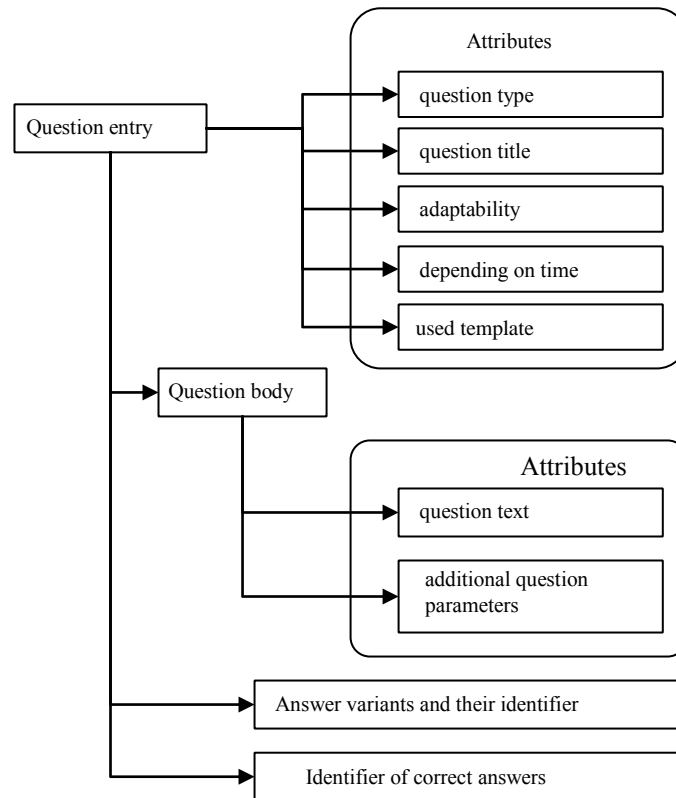 Attributes
question type
Question entry
question title
adaptability
depending on time
used template
Question body
Attributes
question text
additional question
parameters
Answer variants and their identifier
Identifier of correct answers